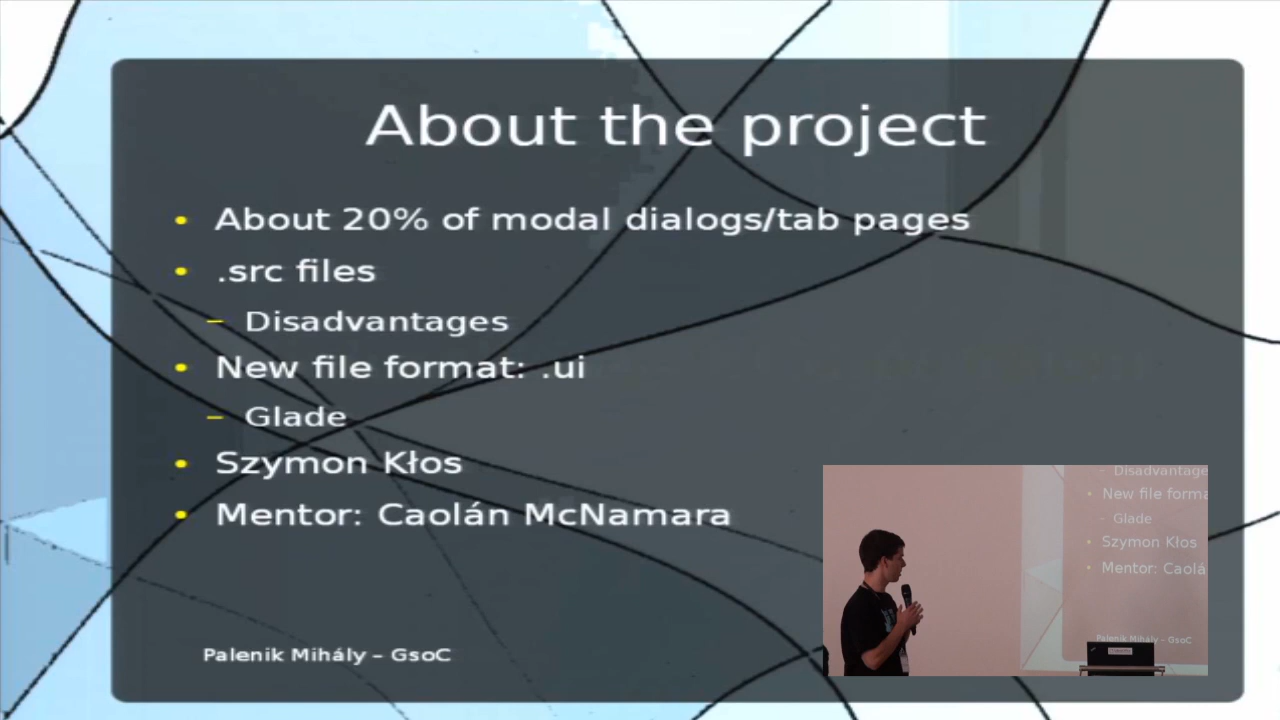 About the project
• About 20% of modal dialogs/tab pages
• .src files
– Disadvantages
• New file format: .ui
– Glade
• Szymon Kłos
• Mentor: Caolán McNamara
Palenik Mihály – GsoC
– Disadvantage
• New file forma
– Glade
• Szymon Kłos
• Mentor: Caolá
Palenik Mihály – GsoC